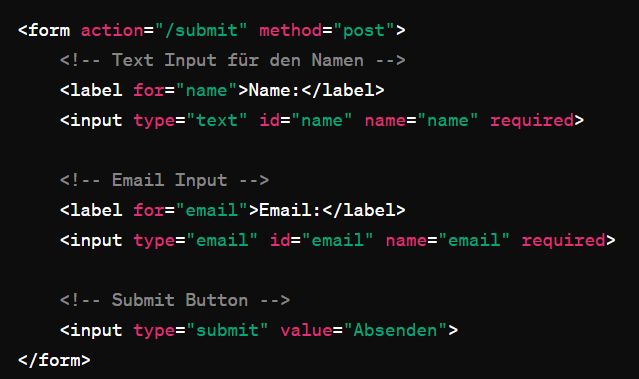 <form action="/submit" method="post">
    <!-- Text Input für den Namen -->
    <label for="name">Name:</label>
    <input type="text" id="name" name="name" required>

    <!-- Email Input -->
    <label for="email">Email:</label>
    <input type="email" id="email" name="email" required>

    <!-- Submit Button -->
    <input type="submit" value="Absenden">
</form>